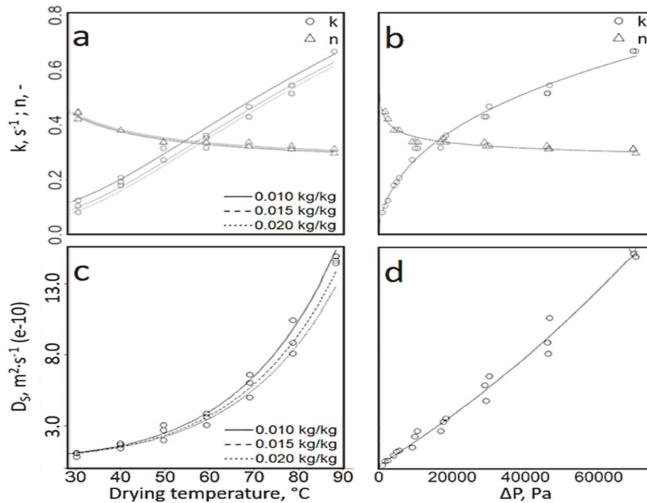 a
k
n
b
k
n
k, s⁻¹ ; n, -
0.8
0.6
0.4
0.2
0.0
0.010 kg/kg
0.015 kg/kg
0.020 kg/kg
c
d
Dₛ, m²·s⁻¹ (e-10)
13.0
8.0
3.0
0.010 kg/kg
0.015 kg/kg
0.020 kg/kg
30 40 50 60 70 80 90
Drying temperature, °C
0 20000 40000 60000
ΔP, Pa